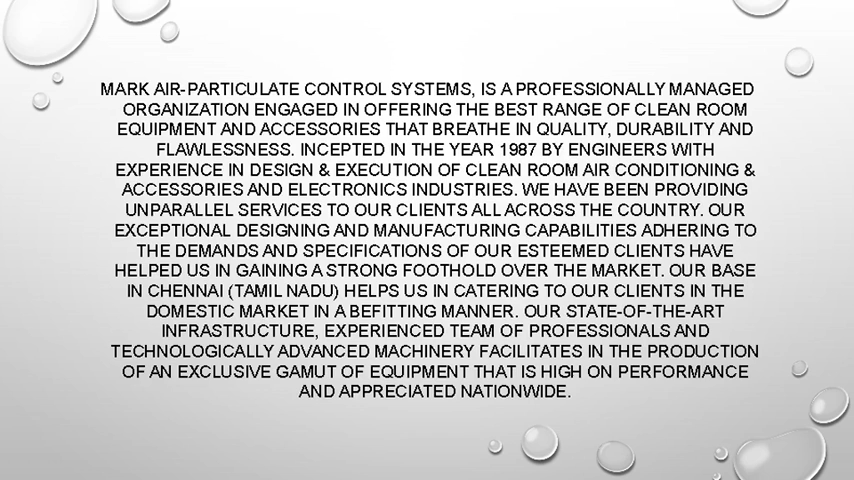 MARK AIR-PARTICULATE CONTROL SYSTEMS, IS A PROFESSIONALLY MANAGED
ORGANIZATION ENGAGED IN OFFERING THE BEST RANGE OF CLEAN ROOM
EQUIPMENT AND ACCESSORIES THAT BREATHE IN QUALITY, DURABILITY AND
FLAWLESSNESS. INCEPTED IN THE YEAR 1987 BY ENGINEERS WITH
EXPERIENCE IN DESIGN & EXECUTION OF CLEAN ROOM AIR CONDITIONING &
ACCESSORIES AND ELECTRONICS INDUSTRIES. WE HAVE BEEN PROVIDING
UNPARALLEL SERVICES TO OUR CLIENTS ALL ACROSS THE COUNTRY. OUR
EXCEPTIONAL DESIGNING AND MANUFACTURING CAPABILITIES ADHERING TO
THE DEMANDS AND SPECIFICATIONS OF OUR ESTEEMED CLIENTS HAVE
HELPED US IN GAINING A STRONG FOOTHOLD OVER THE MARKET. OUR BASE
IN CHENNAI (TAMIL NADU) HELPS US IN CATERING TO OUR CLIENTS IN THE
DOMESTIC MARKET IN A BEFITTING MANNER. OUR STATE-OF-THE-ART
INFRASTRUCTURE, EXPERIENCED TEAM OF PROFESSIONALS AND
TECHNOLOGICALLY ADVANCED MACHINERY FACILITATES IN THE PRODUCTION
OF AN EXCLUSIVE GAMUT OF EQUIPMENT THAT IS HIGH ON PERFORMANCE
AND APPRECIATED NATIONWIDE.